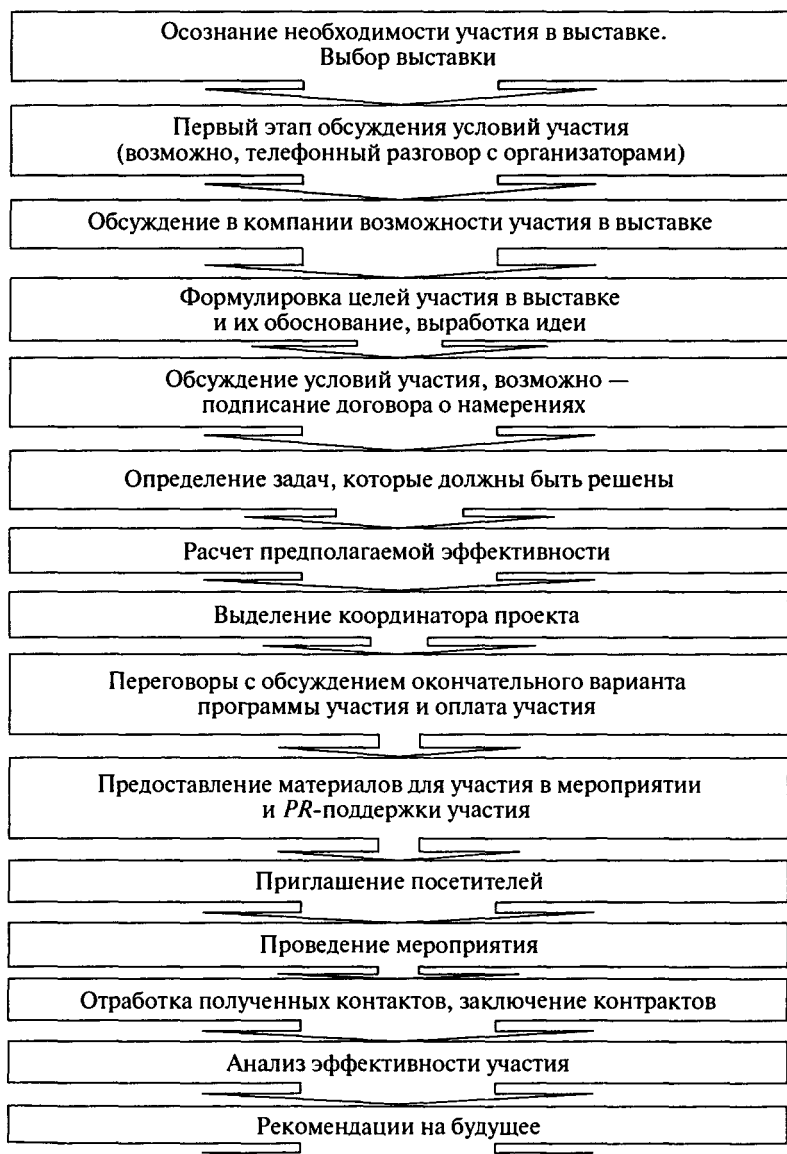 Осознание необходимости участия в выставке.
Выбор выставки
Первый этап обсуждения условий участия
(возможно, телефонный разговор с организаторами)
Обсуждение в компании возможности участия в выставке
Формулировка целей участия в выставке
и их обоснование, выработка идеи
Обсуждение условий участия, возможно —
подписание договора о намерениях
Определение задач, которые должны быть решены
Расчет предполагаемой эффективности
Выделение координатора проекта
Переговоры с обсуждением окончательного варианта
программы участия и оплата участия
Предоставление материалов для участия в мероприятии
и PR-поддержки участия
Приглашение посетителей
Проведение мероприятия
Отработка полученных контактов, заключение контрактов
Анализ эффективности участия
Рекомендации на будущее